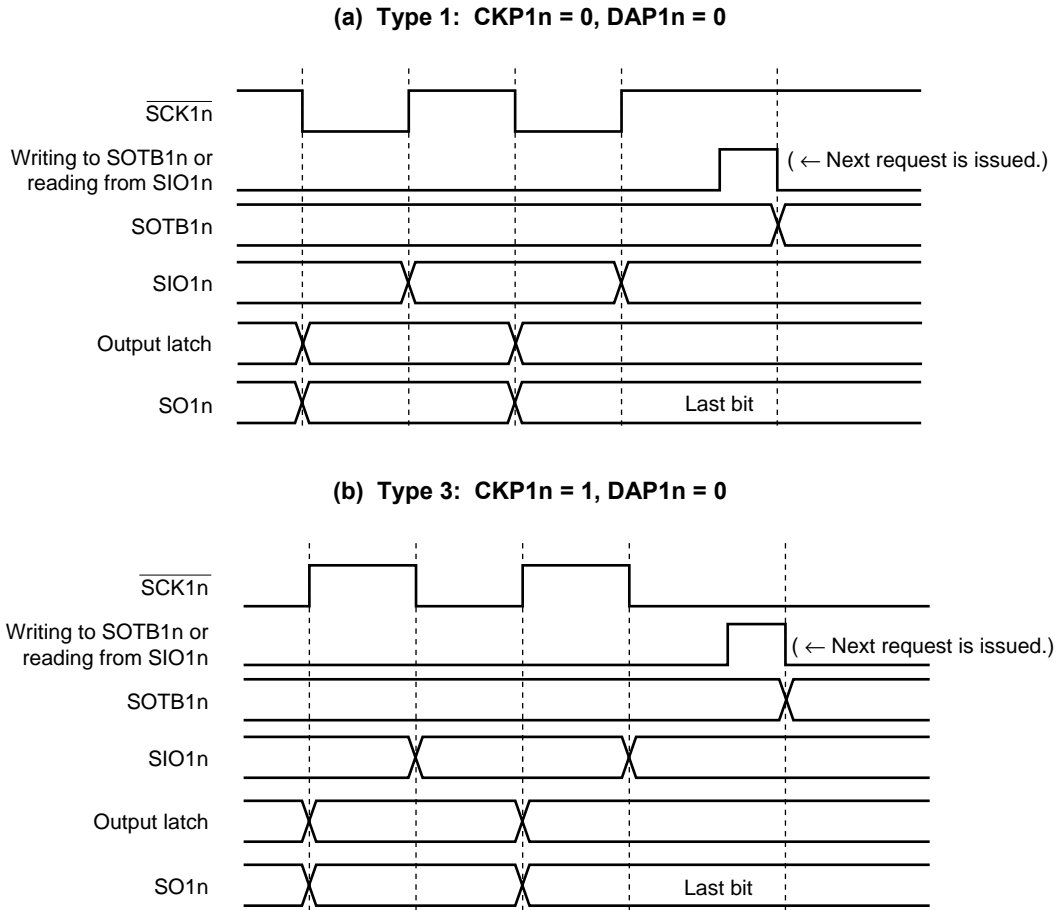 (a) Type 1: CKP1n = 0, DAP1n = 0
SCK1n
Writing to SOTB1n or
reading from SIO1n
( ← Next request is issued.)
SOTB1n
SIO1n
Output latch
SO1n
Last bit
(b) Type 3: CKP1n = 1, DAP1n = 0
SCK1n
Writing to SOTB1n or
reading from SIO1n
( ← Next request is issued.)
SOTB1n
SIO1n
Output latch
SO1n
Last bit